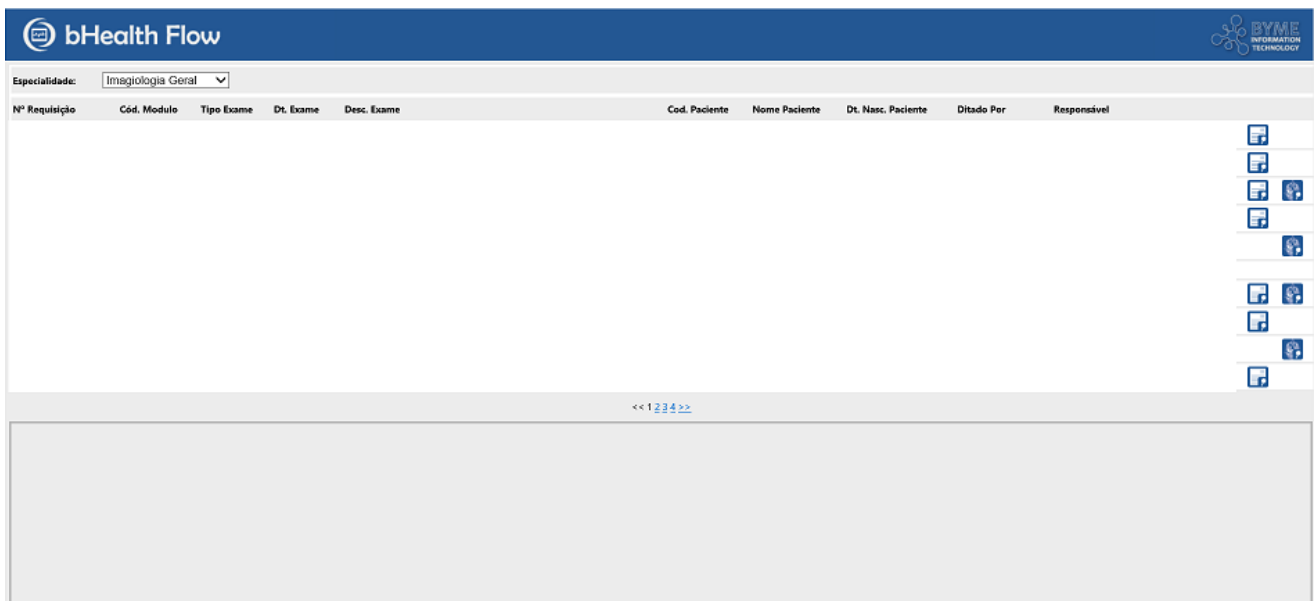 bHealth Flow
BYME
INFORMATION
TECHNOLOGY
Especialidade: Imagiologia Geral
Nº Requisição Cód. Modulo Tipo Exame Dt. Exame Desc. Exame Cod. Paciente Nome Paciente Dt. Nasc. Paciente Ditado Por Responsável
<< 1 2 3 4 >>